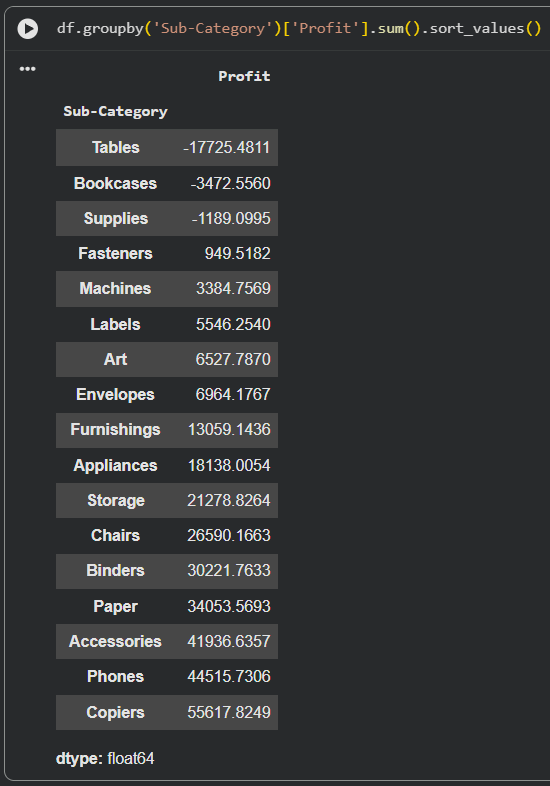 df.groupby('Sub-Category')['Profit'].sum().sort_values()
Profit
Sub-Category
Tables -17725.4811
Bookcases -3472.5560
Supplies -1189.0995
Fasteners 949.5182
Machines 3384.7569
Labels 5546.2540
Art 6527.7870
Envelopes 6964.1767
Furnishings 13059.1436
Appliances 18138.0054
Storage 21278.8264
Chairs 26590.1663
Binders 30221.7633
Paper 34053.5693
Accessories 41936.6357
Phones 44515.7306
Copiers 55617.8249
dtype: float64